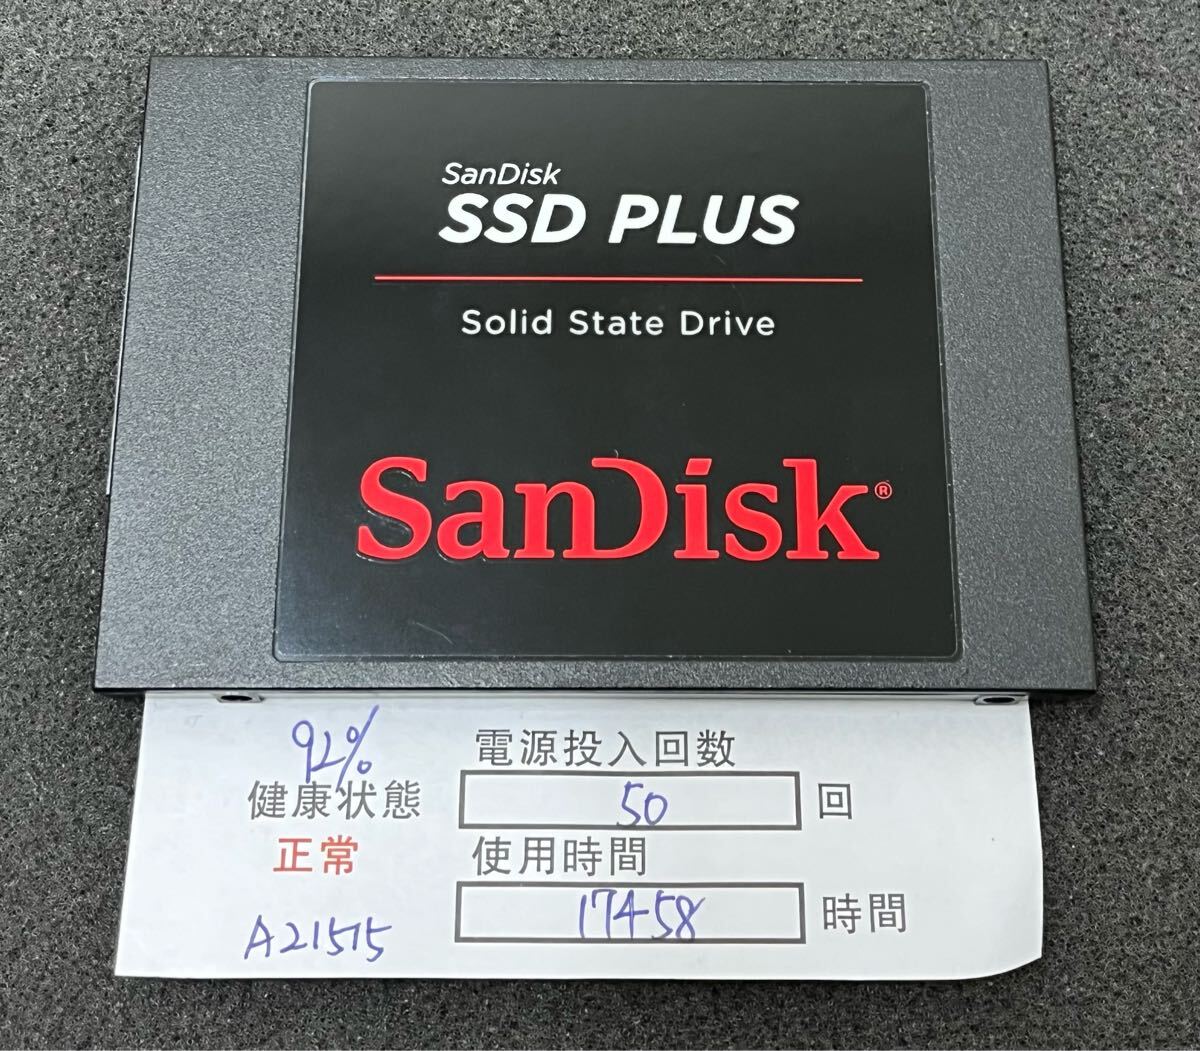 SanDisk
SSD PLUS
Solid State Drive
SanDisk®
92%
健康状態
正常
A21515
電源投入回数
50 回
使用時間
17458 時間